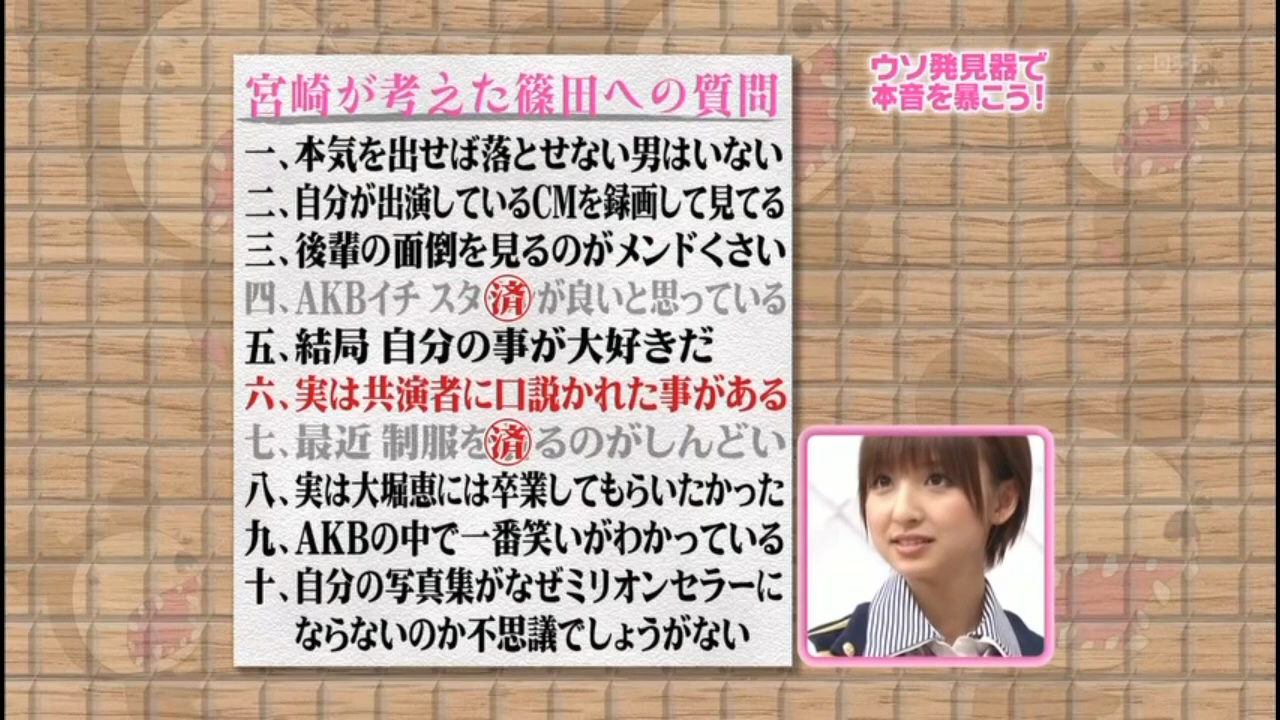 ウソ発見器で
本音を暴こう!
宮崎が考えた篠田への質問
一、本気を出せば落とせない男はいない
二、自分が出演しているCMを録画して見てる
三、後輩の面倒を見るのがメンドくさい
四、AKBイチ スタ 済 が良いと思っている
五、結局 自分の事が大好きだ
六、実は共演者に口説かれた事がある
七、最近 制服を 済 るのがしんどい
八、実は大堀恵には卒業してもらいたかった
九、AKBの中で一番笑いがわかっている
十、自分の写真集がなぜミリオンセラーに
ならないのか不思議でしょうがない